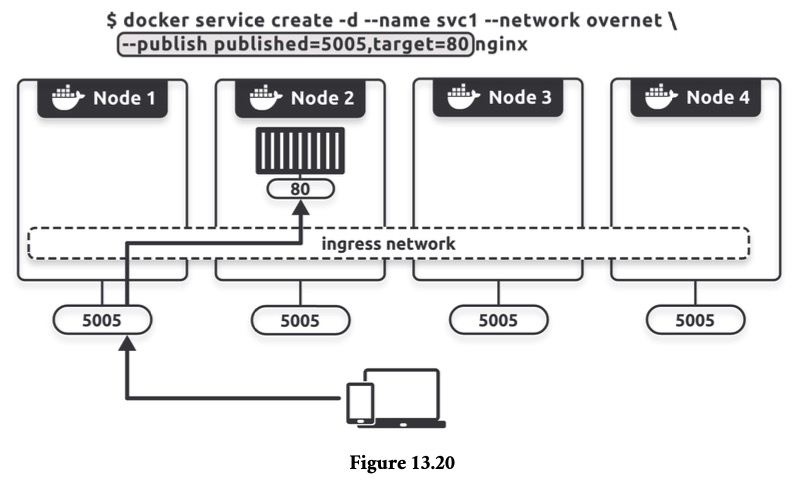 $ docker service create -d --name svc1 --network overnet \
--publish published=5005,target=80 nginx
Node 1
Node 2
Node 3
Node 4
80
ingress network
5005
5005
5005
5005
Figure 13.20